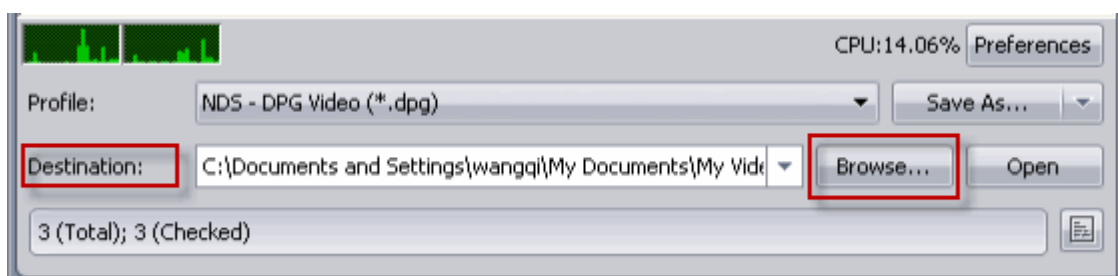 CPU:14.06% Preferences
Profile: NDS - DPG Video (*.dpg) Save As...
Destination: C:\Documents and Settings\wangqi\My Documents\My Vide Browse... Open
3 (Total); 3 (Checked)